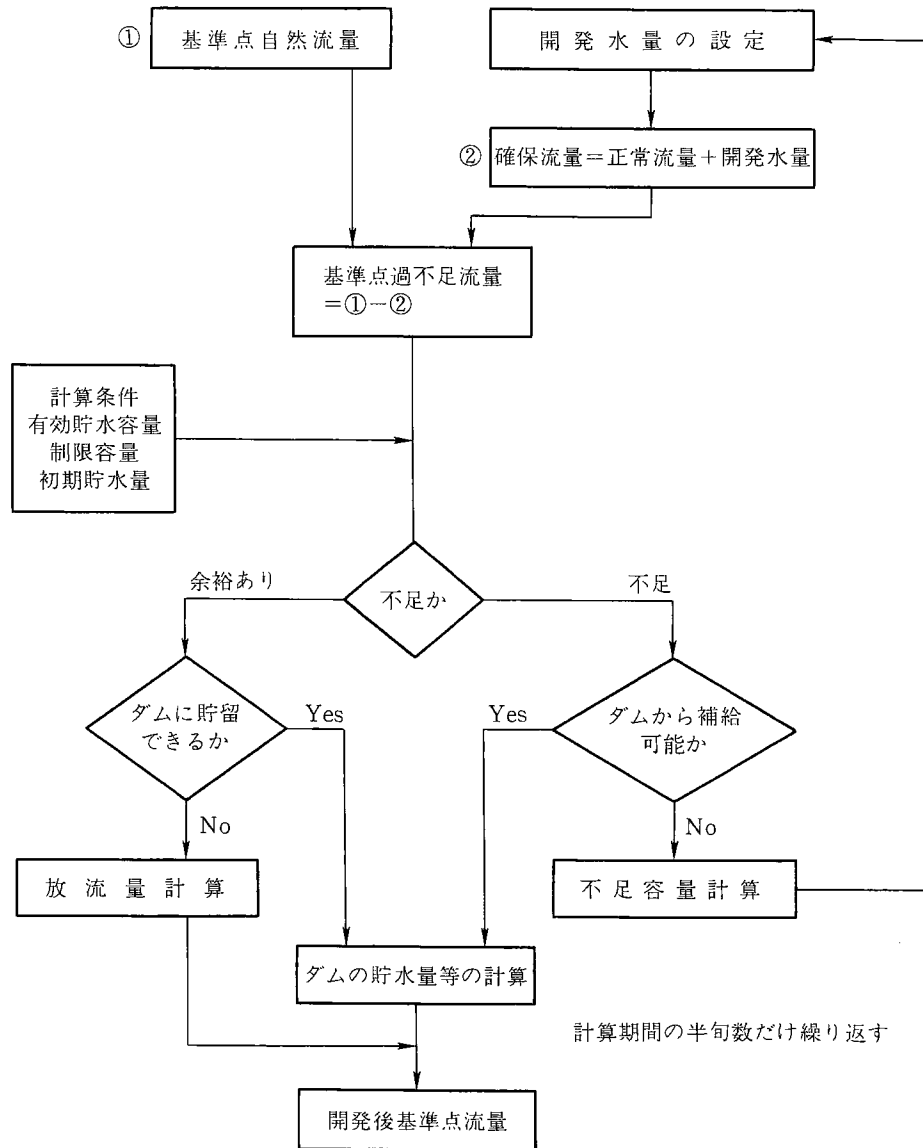 ① 基準点自然流量
開発水量の設定
② 確保流量＝正常流量＋開発水量
基準点過不足流量
＝①－②
計算条件
有効貯水容量
制限容量
初期貯水量
余裕あり
不足か
不足
ダムに貯留
できるか
Yes
Yes
ダムから補給
可能か
No
No
放流量計算
不足容量計算
ダムの貯水量等の計算
計算期間の半旬数だけ繰り返す
開発後基準点流量